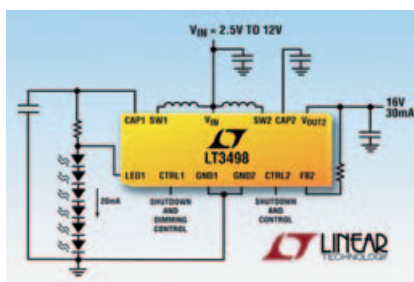 VIN = 2.5V TO 12V
CAP1 SW1 VIN SW2 CAP2 VOUT2
16V
30mA
LT3498
LED1 CTRL1 GND1 GND2 CTRL2 FB2
20mA
SHUTDOWN
AND
DIMMING
CONTROL
SHUTDOWN
AND
CONTROL
LINEAR
TECHNOLOGY